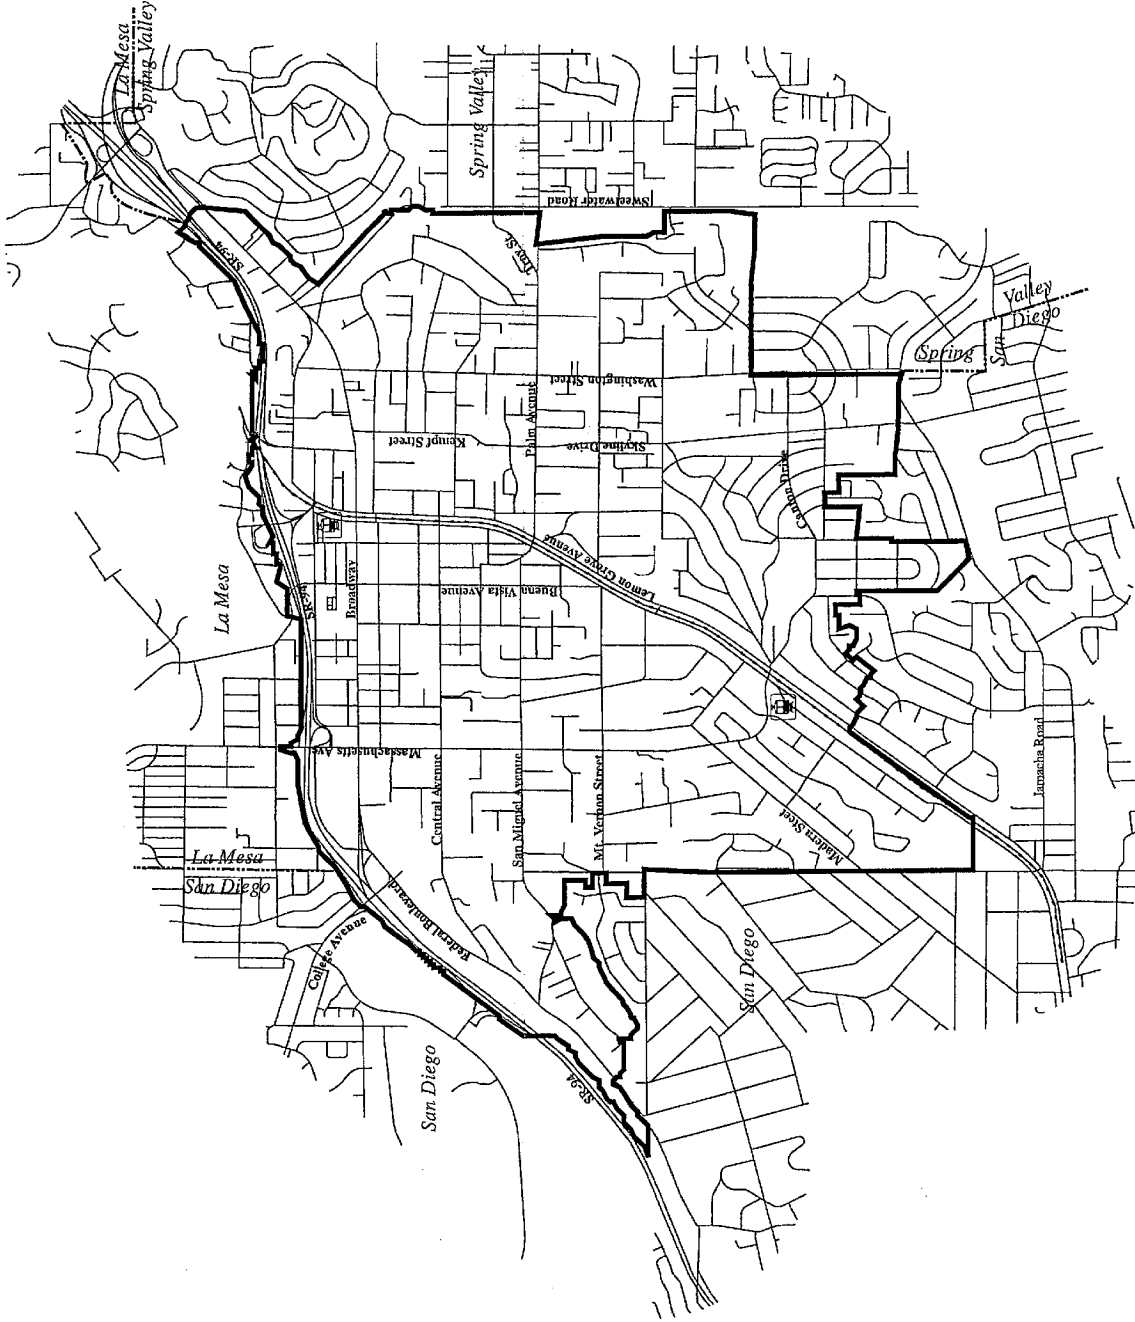 La Mesa
Spring Valley
Spring Valley
Sweetwater Road
SR-94
Troy St.
Valley
Diego
Spring
San
Washington Street
Palm Avenue
Kempf Street
Skyline Drive
Canton Drive
Lemon Grove Avenue
La Mesa
SR-94
Broadway
Buena Vista Avenue
Massachusetts Ave
Central Avenue
San Miguel Avenue
Mt. Vernon Street
Jamacha Road
Madera Steet
La Mesa
San Diego
Federal Boulevard
College Avenue
San Diego
San Diego
SR-94